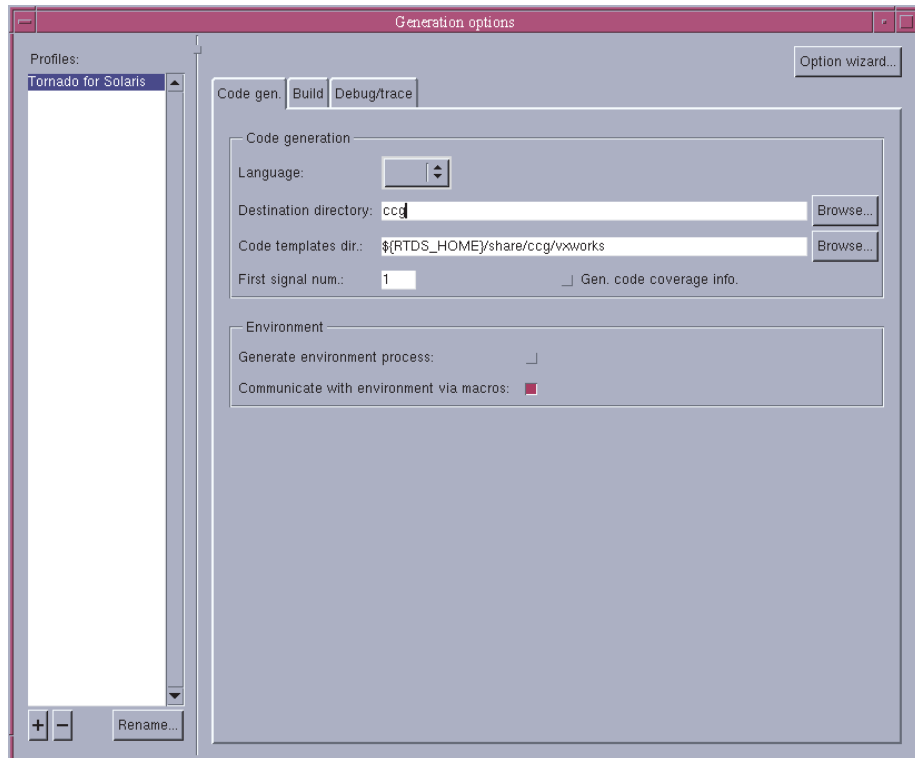 Generation options
Profiles:
Option wizard...
Tornado for Solaris
Code gen. Build Debug/trace
Code generation
Language:
Destination directory: ccg Browse...
Code templates dir.: ${RTDS_HOME}/share/ccg/vxworks Browse...
First signal num.: 1 Gen. code coverage info.
Environment
Generate environment process:
Communicate with environment via macros:
+ − Rename...